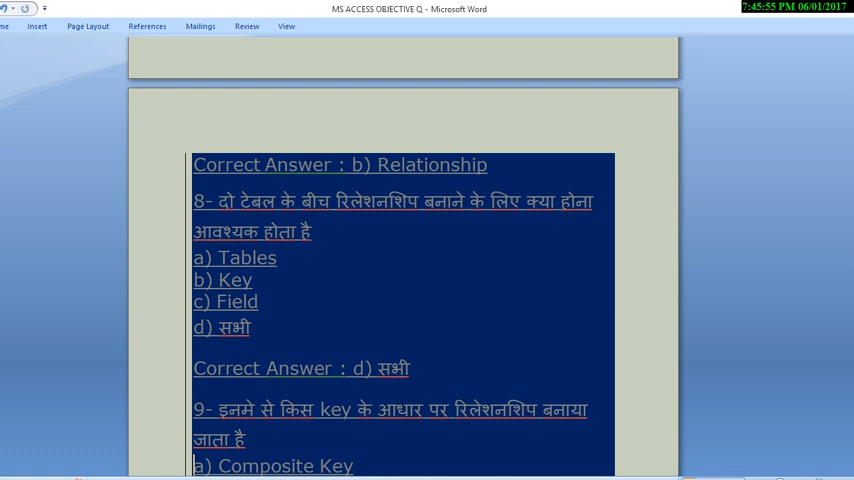 MS ACCESS OBJECTIVE Q - Microsoft Word
7:45:55 PM 06/01/2017
me Insert Page Layout References Mailings Review View
Correct Answer : b) Relationship
8- दो टेबल के बीच रिलेशनशिप बनाने के लिए क्या होना
आवश्यक होता है
a) Tables
b) Key
c) Field
d) सभी
Correct Answer : d) सभी
9- इनमे से किस key के आधार पर रिलेशनशिप बनाया
जाता है
a) Composite Key